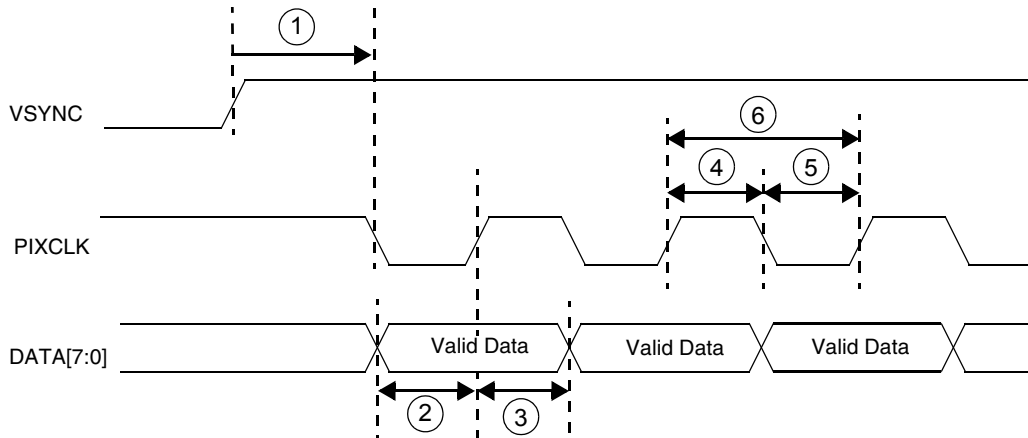 1
VSYNC
6
4
5
PIXCLK
DATA[7:0]
Valid Data
Valid Data
Valid Data
2
3